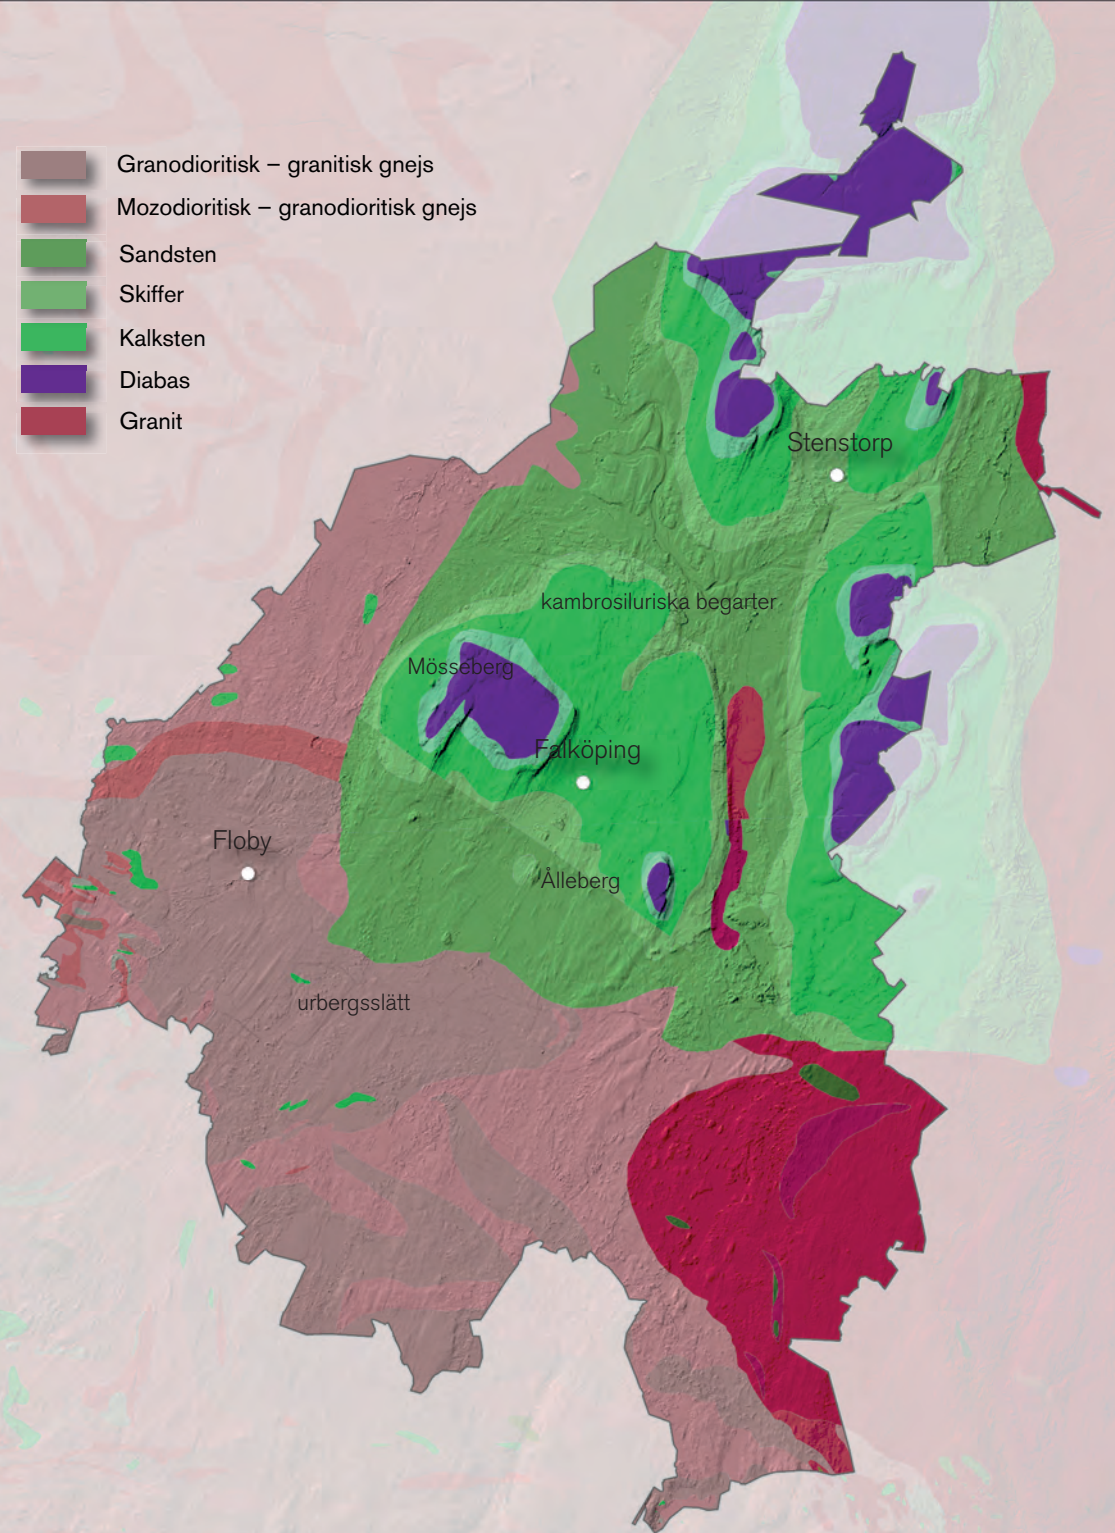 Granodioritisk – granitisk gnejs
Mozodioritisk – granodioritisk gnejs
Sandsten
Skiffer
Kalksten
Diabas
Granit
Stenstorp
kambrosiluriska begarter
Mösseberg
Falköping
Floby
Ålleberg
urbergsslätt